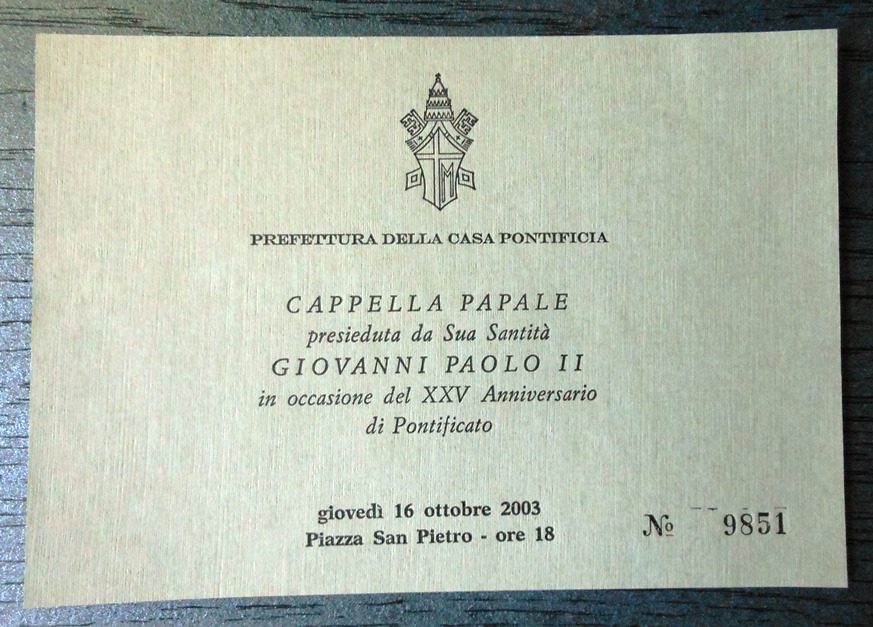 PREFETTURA DELLA CASA PONTIFICIA
CAPPELLA PAPALE
presieduta da Sua Santità
GIOVANNI PAOLO II
in occasione del XXV Anniversario
di Pontificato
giovedì 16 ottobre 2003
Piazza San Pietro - ore 18
№ 9851